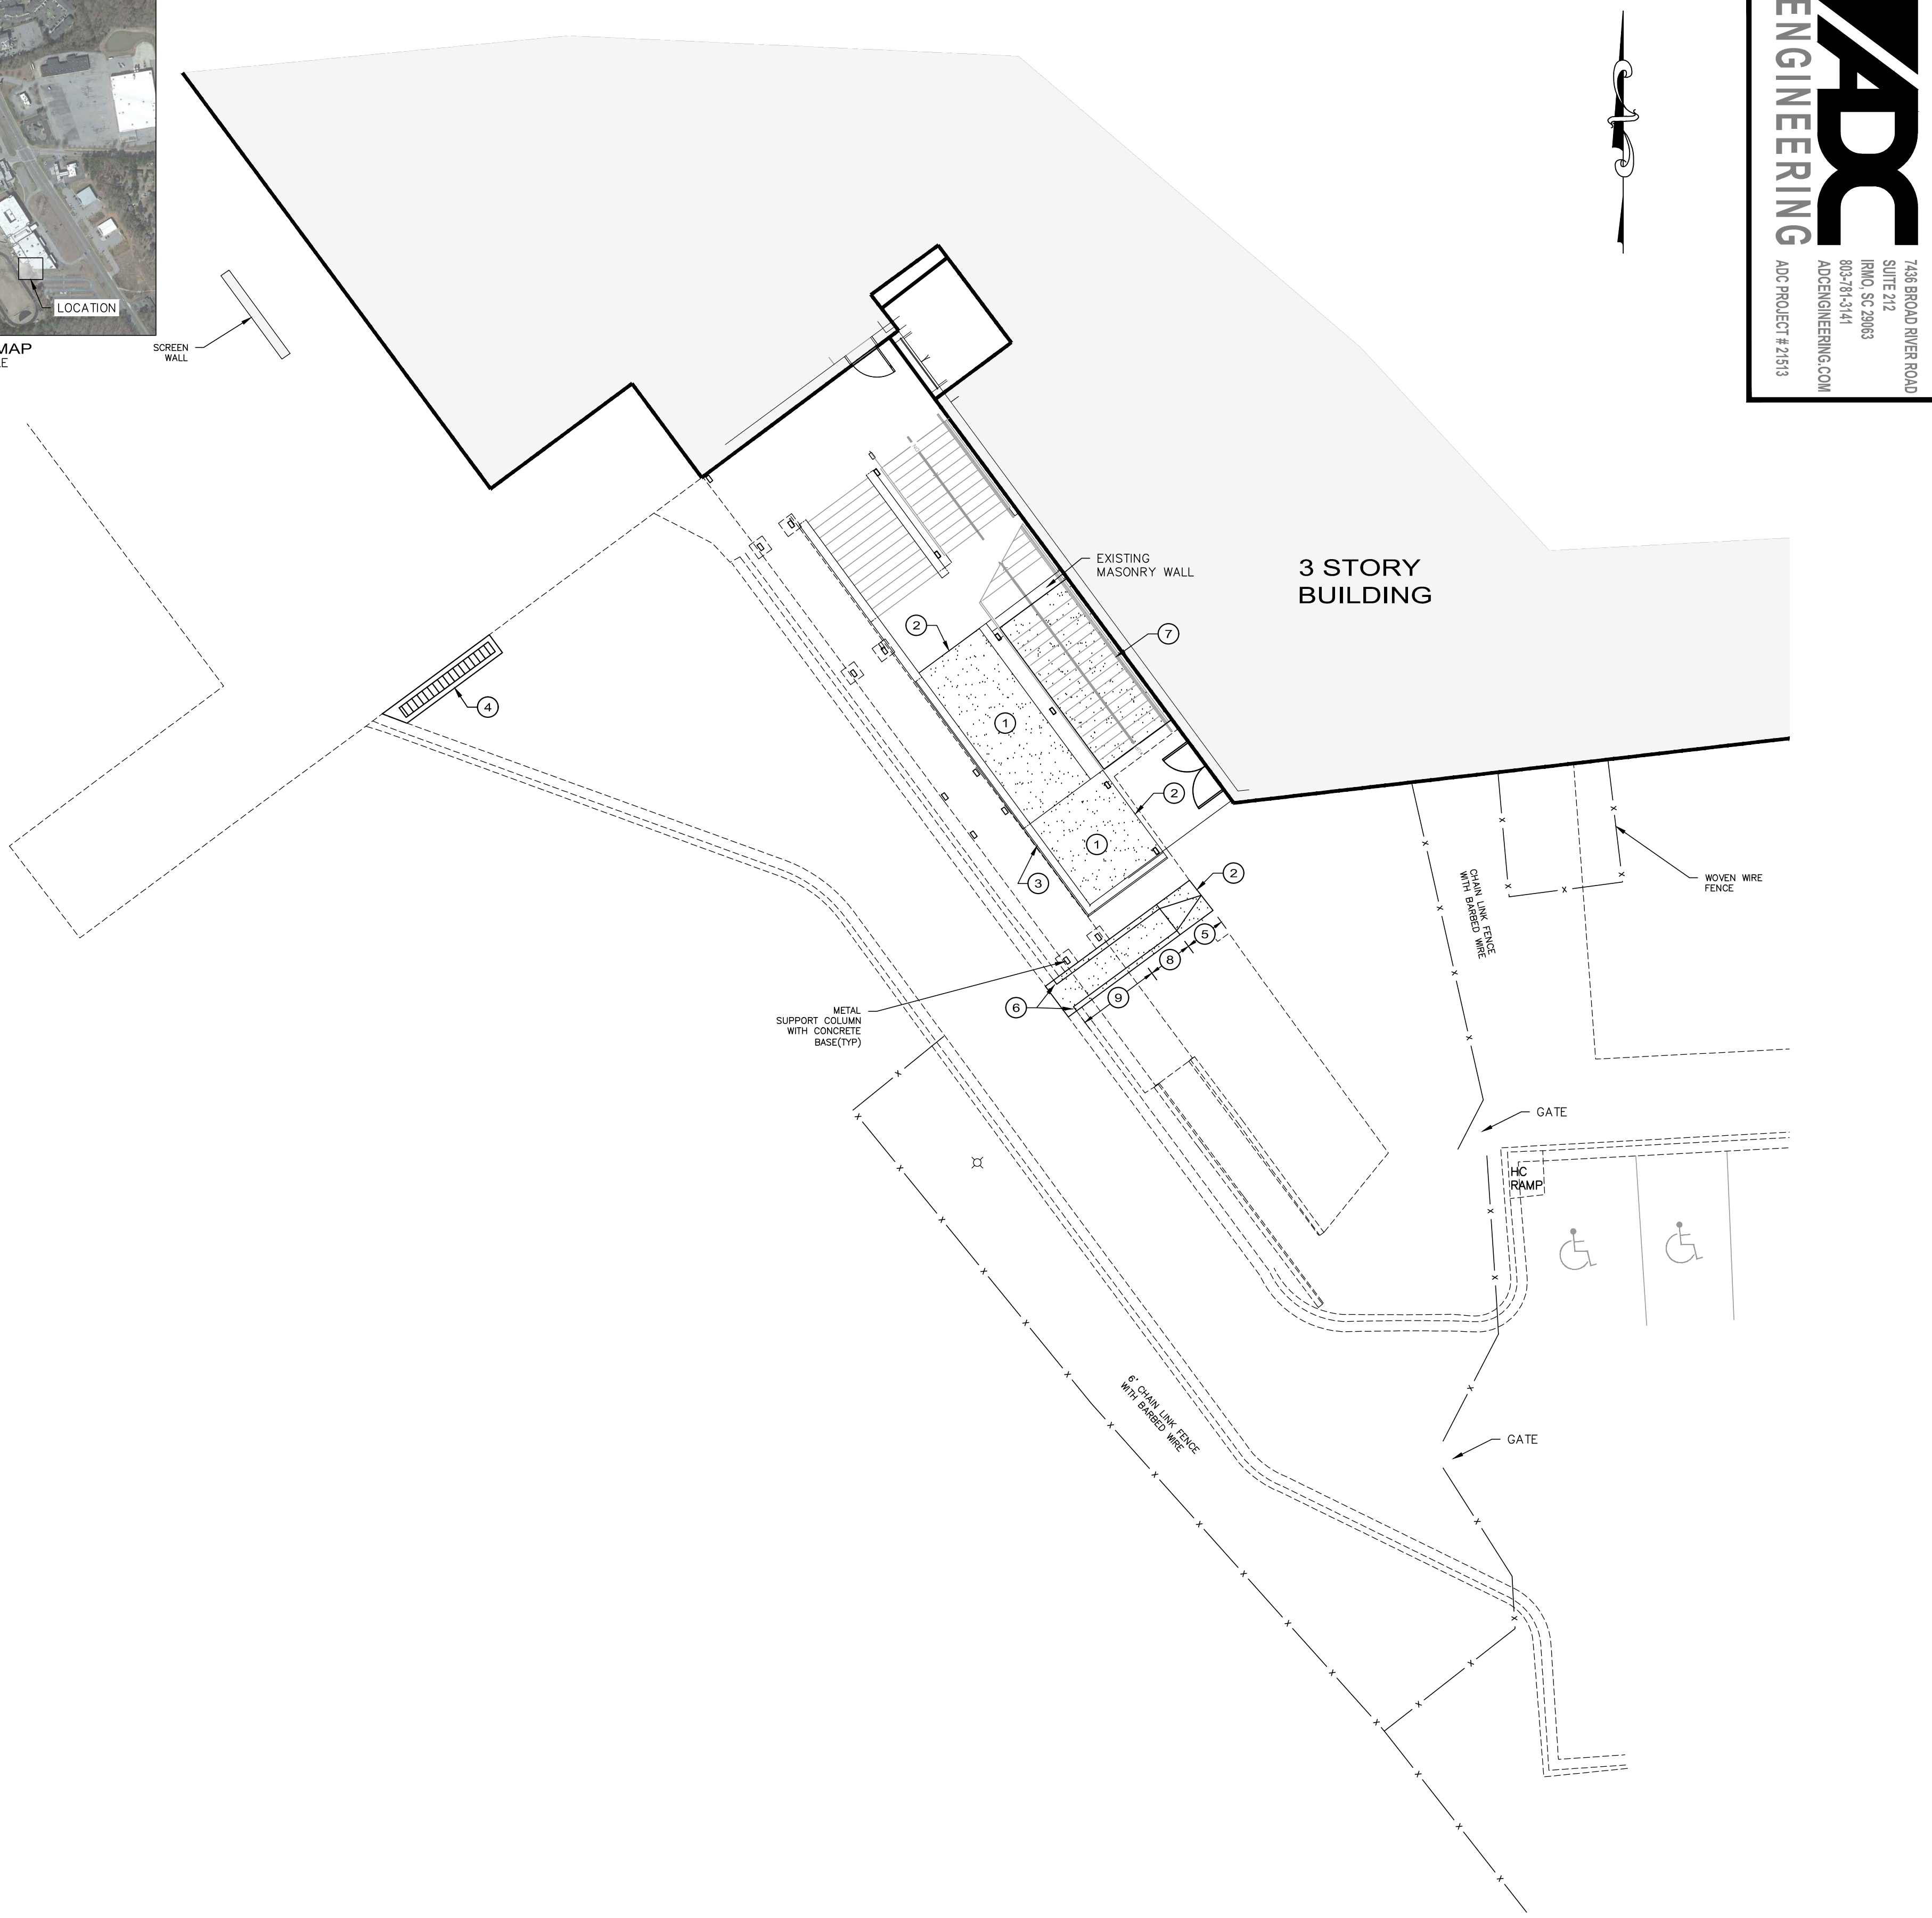 LOCATION
MAP
SCREEN
WALL
ADC
ENGINEERING
7436 BROAD RIVER ROAD
SUITE 212
IRMO, SC 29063
803-781-3141
ADCENGINEERING.COM
ADC PROJECT # 21513
EXISTING
MASONRY WALL
3 STORY
BUILDING
2
7
4
1
2
1
3
2
5
8
9
6
METAL
SUPPORT COLUMN
WITH CONCRETE
BASE(TYP)
CHAIN LINK FENCE
WITH BARBED WIRE
WOVEN WIRE
FENCE
GATE
HC
RAMP
6' CHAIN LINK FENCE
WITH BARBED WIRE
GATE